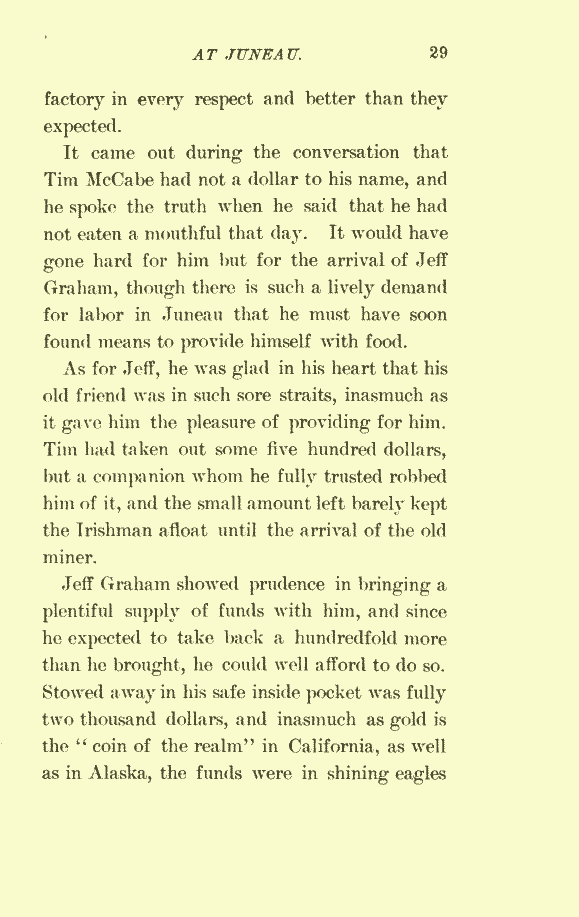 AT JUNEAU. 29
factory in every respect and better than they
expected.
It came out during the conversation that
Tim McCabe had not a dollar to his name, and
he spoke the truth when he said that he had
not eaten a mouthful that day. It would have
gone hard for him but for the arrival of Jeff
Graham, though there is such a lively demand
for labor in Juneau that he must have soon
found means to provide himself with food.
As for Jeff, he was glad in his heart that his
old friend was in such sore straits, inasmuch as
it gave him the pleasure of providing for him.
Tim had taken out some five hundred dollars,
but a companion whom he fully trusted robbed
him of it, and the small amount left barely kept
the Irishman afloat until the arrival of the old
miner.
Jeff Graham showed prudence in bringing a
plentiful supply of funds with him, and since
he expected to take back a hundredfold more
than he brought, he could well afford to do so.
Stowed away in his safe inside pocket was fully
two thousand dollars, and inasmuch as gold is
the “ coin of the realm” in California, as well
as in Alaska, the funds were in shining eagles